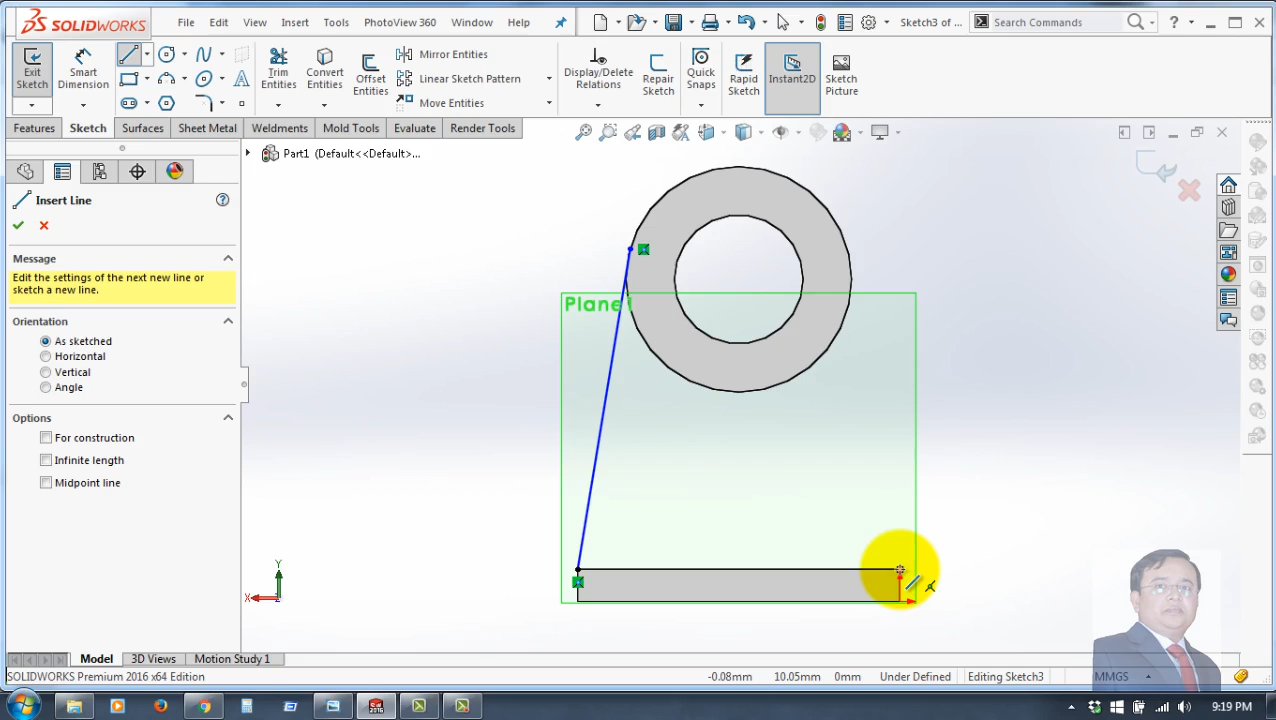 SOLIDWORKS File Edit View Insert Tools PhotoView 360 Window Help Sketch3 of ... Search Commands
Exit Sketch
Smart Dimension
Trim Entities
Convert Entities
Offset Entities
Mirror Entities
Linear Sketch Pattern
Move Entities
Display/Delete Relations
Repair Sketch
Quick Snaps
Rapid Sketch
Instant2D
Sketch Picture
Features Sketch Surfaces Sheet Metal Weldments Mold Tools Evaluate Render Tools
Part1 (Default<<Default>...
Insert Line
Message
Edit the settings of the next new line or
sketch a new line.
Orientation
As sketched
Horizontal
Vertical
Angle
Options
For construction
Infinite length
Midpoint line
Plane1
Y
X
Model 3D Views Motion Study 1
SOLIDWORKS Premium 2016 x64 Edition -0.08mm 10.05mm 0mm Under Defined Editing Sketch3 MMGS
9:19 PM